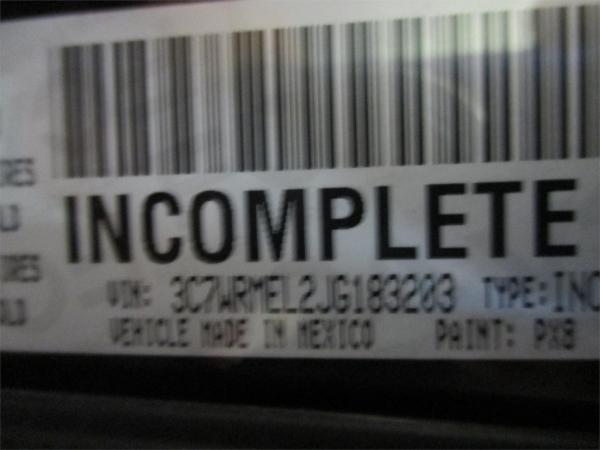 INCOMPLETE
VIN: 3C7WRMEL2JG183203 TYPE: INC
VEHICLE MADE IN MEXICO PAINT: PX8